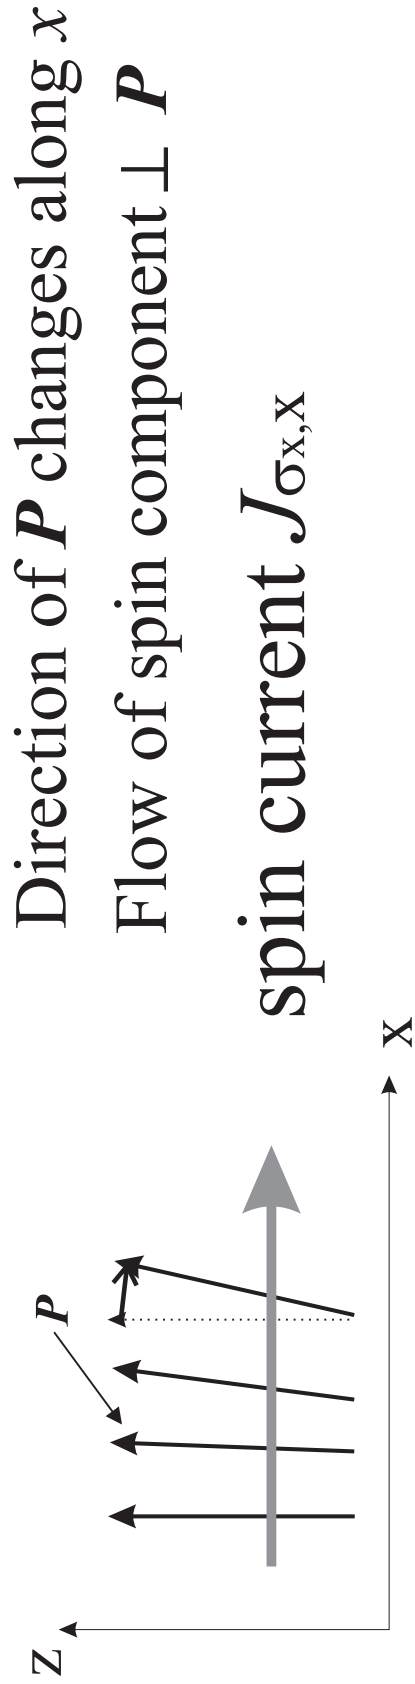 Direction of P changes along x
Flow of spin component ⊥ P
spin current Jσx,x
z
P
x